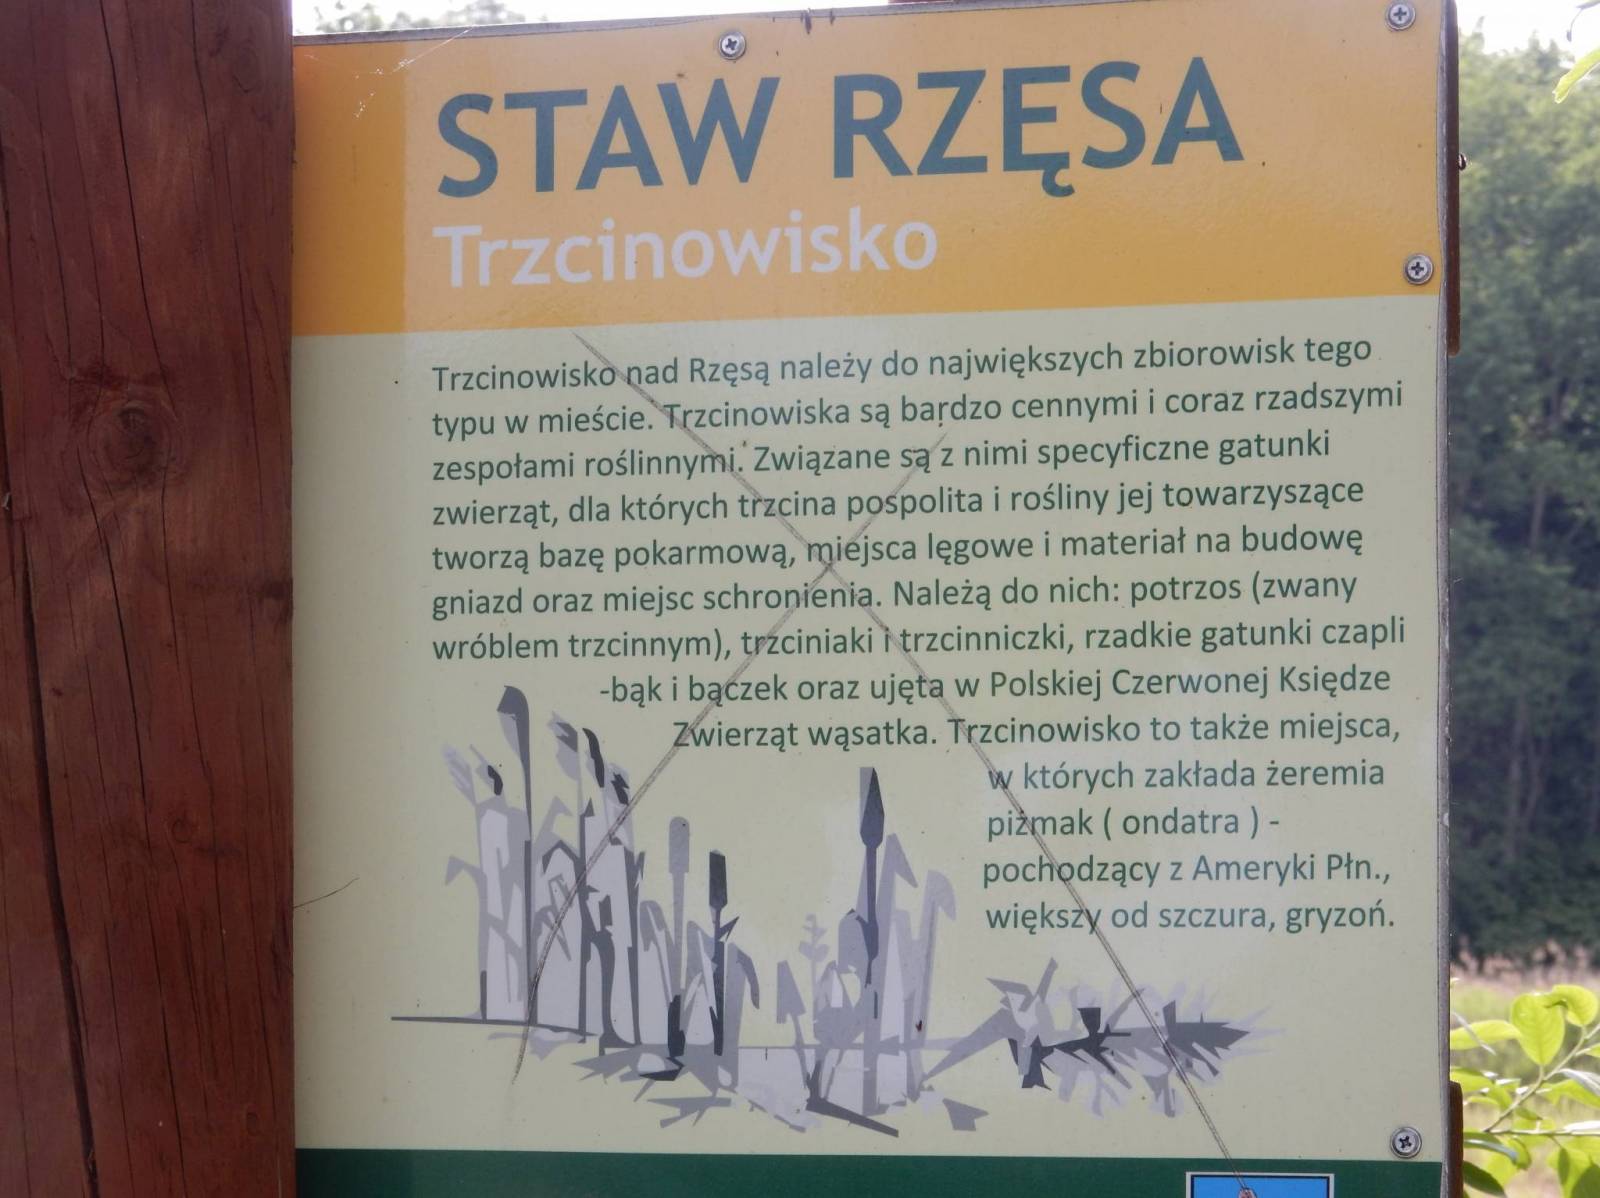 STAW RZĘSA
Trzcinowisko
Trzcinowisko nad Rzęsą należy do największych zbiorowisk tego
typu w mieście. Trzcinowiska są bardzo cennymi i coraz rzadszymi
zespołami roślinnymi. Związane są z nimi specyficzne gatunki
zwierząt, dla których trzcina pospolita i rośliny jej towarzyszące
tworzą bazę pokarmową, miejsca lęgowe i materiał na budowę
gniazd oraz miejsc schronienia. Należą do nich: potrzos (zwany
wróblem trzcinnym), trzciniaki i trzcinniczki, rzadkie gatunki czapli
-bąk i bączek oraz ujęta w Polskiej Czerwonej Księdze
Zwierząt wąsatka. Trzcinowisko to także miejsca,
w których zakłada żeremia
piżmak ( ondatra ) -
pochodzący z Ameryki Płn.,
większy od szczura, gryzoń.